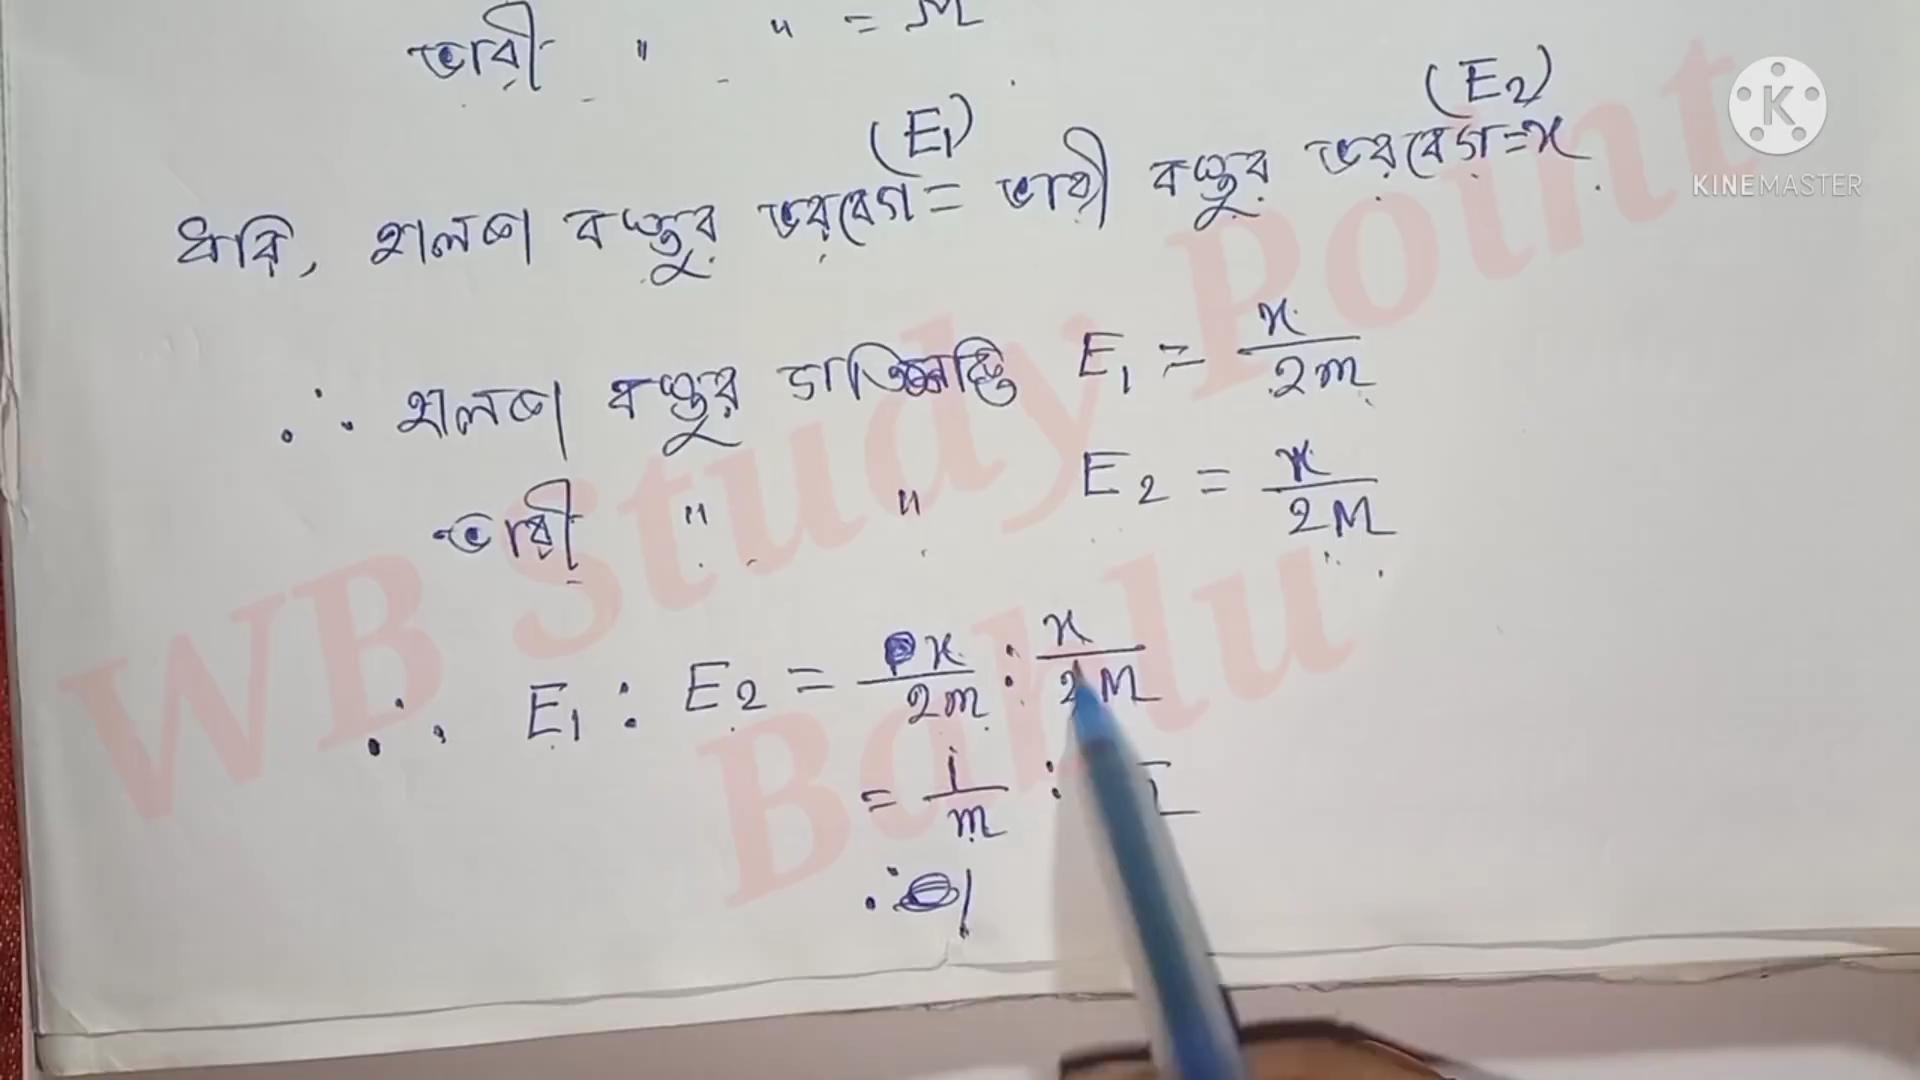 ভারী " " = M
(E1) (E2)
ধরি, হালকা বস্তুর ভরবেগ = ভারী বস্তুর ভরবেগ = x
∴ হালকা বস্তুর গতিশক্তি E₁ = x/2m
ভারী " " E₂ = x/2M
∴ E₁ : E₂ = x/2m : x/2M
= 1/m :
∴
KINEMASTER
WB Study Point
Bablu